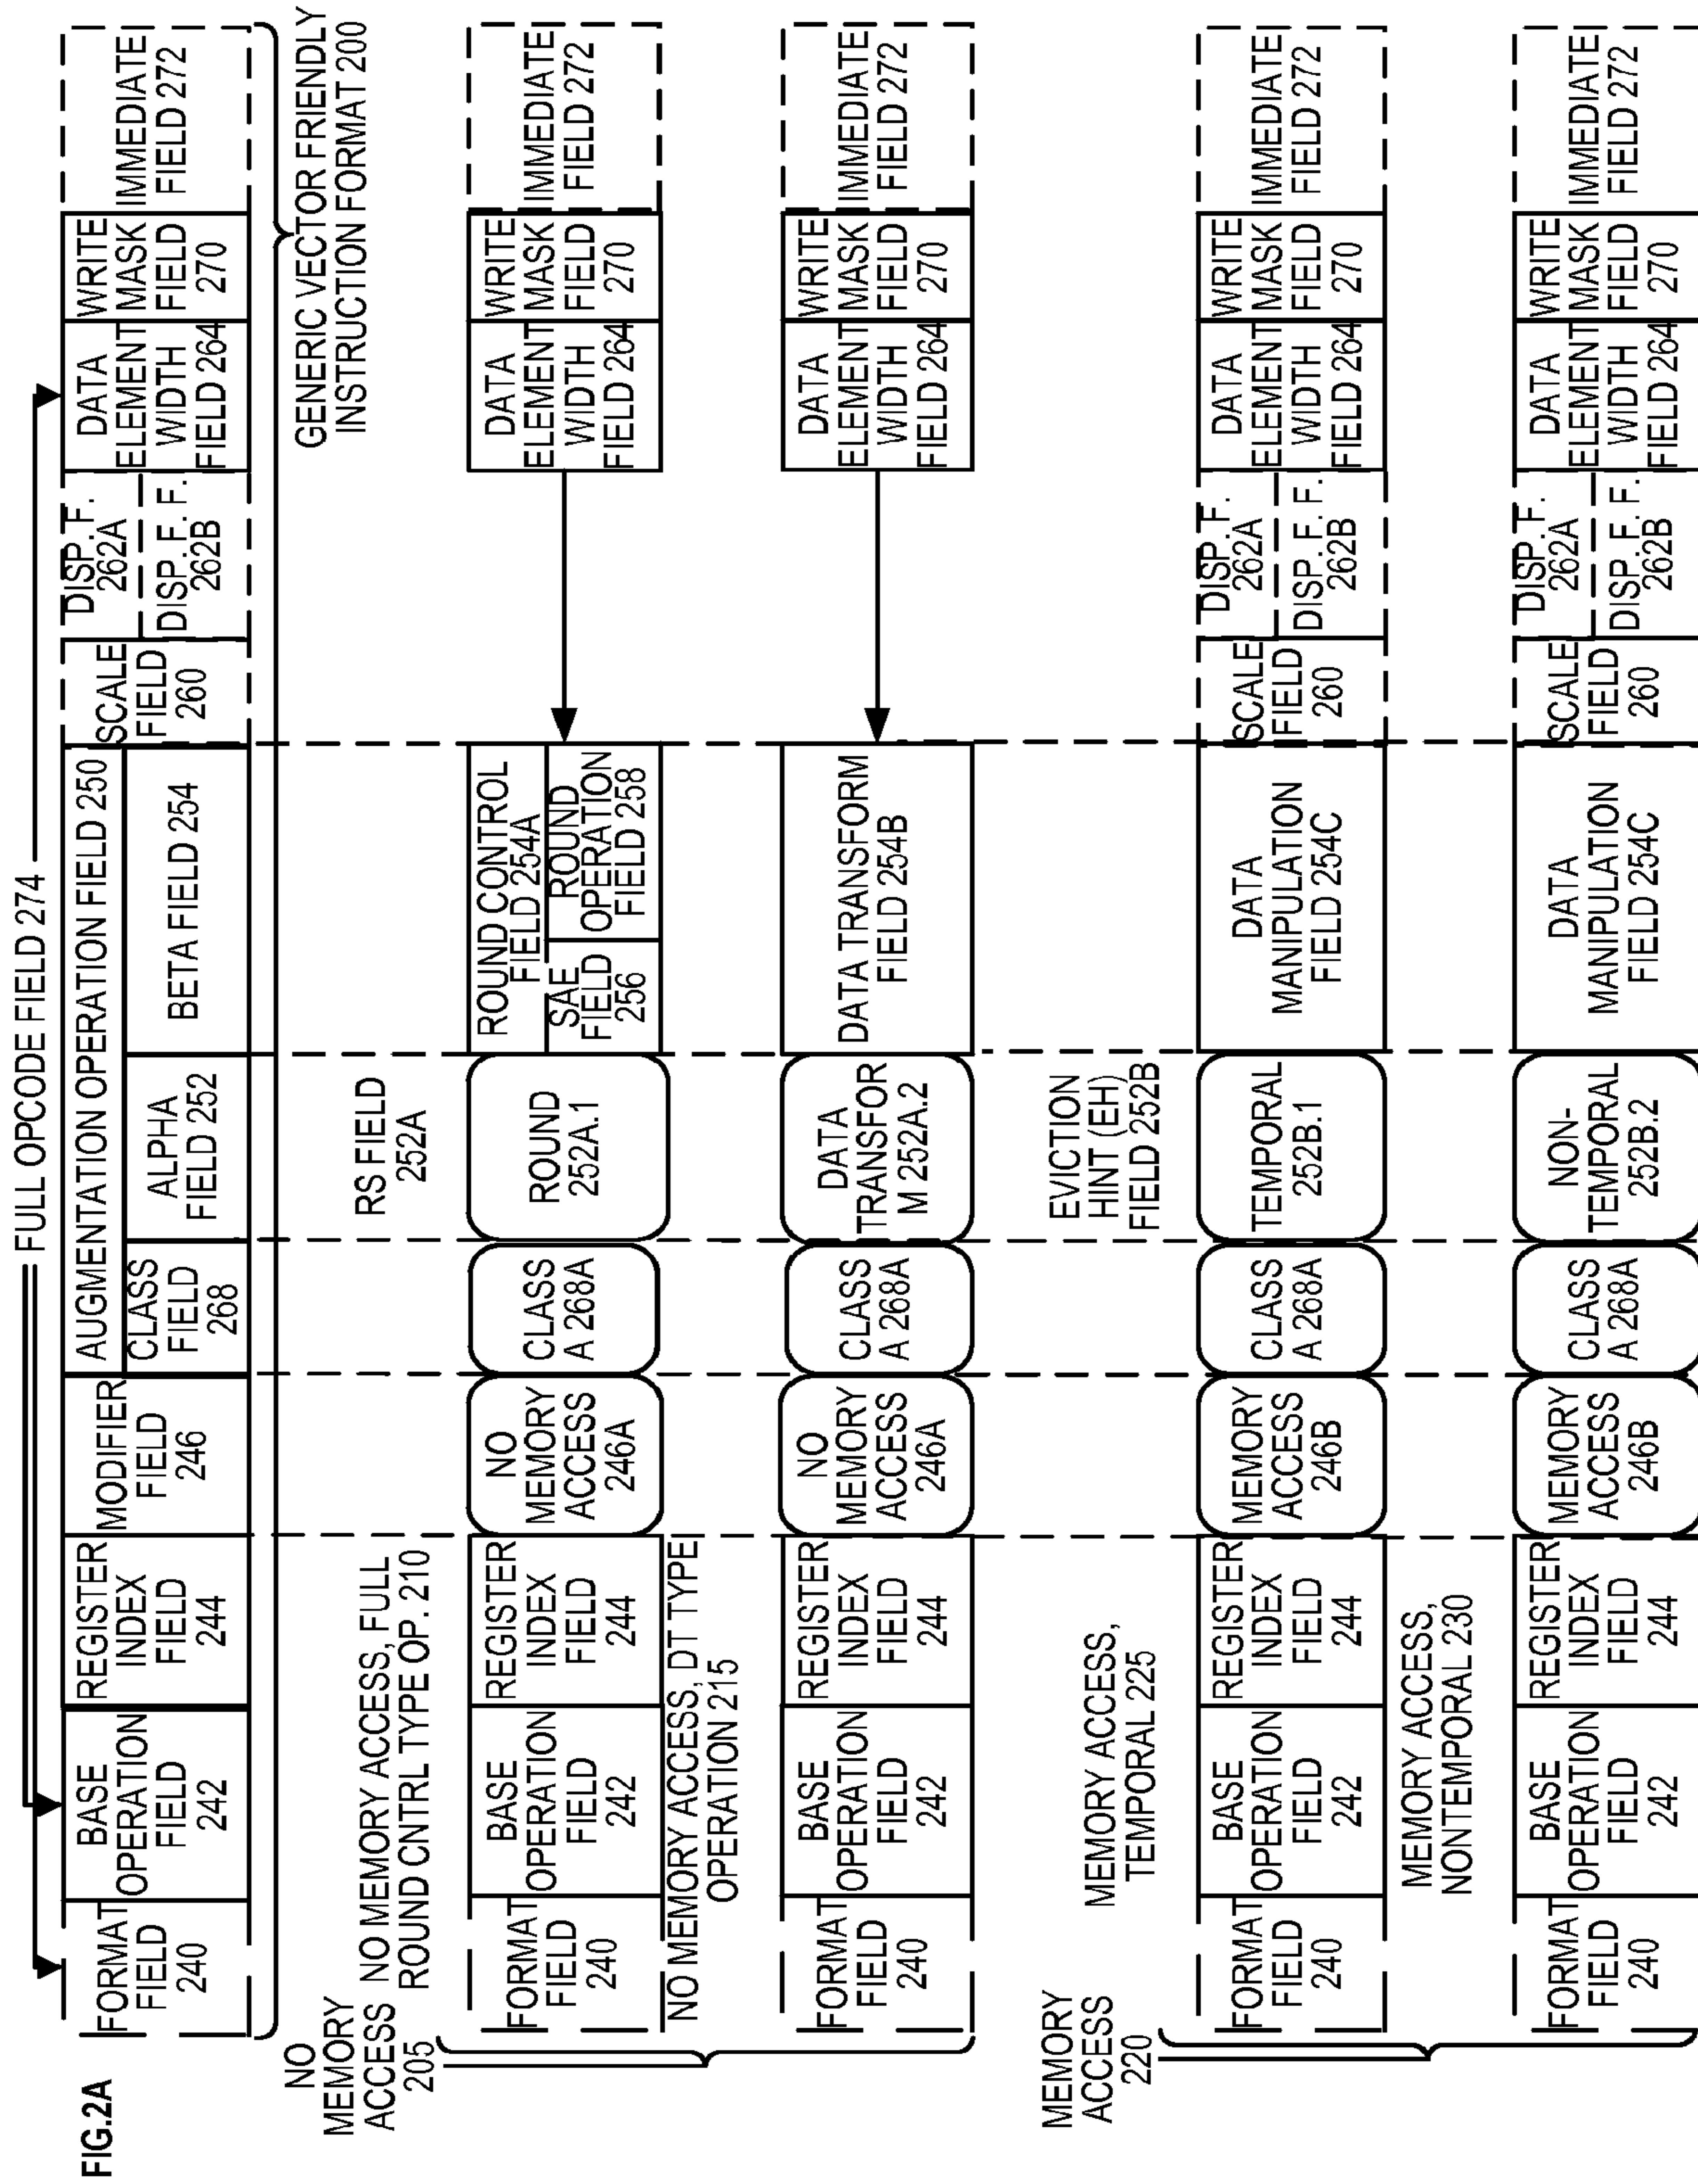 FIG.2A
FULL OPCODE FIELD 274
FORMAT
FIELD
240
BASE
OPERATION
FIELD
242
REGISTER
INDEX
FIELD
244
MODIFIER
FIELD
246
AUGMENTATION OPERATION FIELD 250
CLASS
FIELD
268
ALPHA
FIELD 252
BETA FIELD 254
SCALE
FIELD
260
DISP. F.
262A
DISP. F. F.
262B
DATA
ELEMENT
WIDTH
FIELD 264
WRITE
MASK
FIELD
270
IMMEDIATE
FIELD 272
GENERIC VECTOR FRIENDLY
INSTRUCTION FORMAT 200
NO
MEMORY
ACCESS
205
NO MEMORY ACCESS, FULL
ROUND CNTRL TYPE OP. 210
RS FIELD
252A
FORMAT
FIELD
240
BASE
OPERATION
FIELD
242
REGISTER
INDEX
FIELD
244
NO
MEMORY
ACCESS
246A
CLASS
A 268A
ROUND
252A.1
ROUND CONTROL
FIELD 254A
SAE
FIELD
256
ROUND
OPERATION
FIELD 258
DATA
ELEMENT
WIDTH
FIELD 264
WRITE
MASK
FIELD
270
IMMEDIATE
FIELD 272
NO MEMORY ACCESS, DT TYPE
OPERATION 215
FORMAT
FIELD
240
BASE
OPERATION
FIELD
242
REGISTER
INDEX
FIELD
244
NO
MEMORY
ACCESS
246A
CLASS
A 268A
DATA
TRANSFOR
M 252A.2
DATA TRANSFORM
FIELD 254B
DATA
ELEMENT
WIDTH
FIELD 264
WRITE
MASK
FIELD
270
IMMEDIATE
FIELD 272
MEMORY
ACCESS
220
MEMORY ACCESS,
TEMPORAL 225
EVICTION
HINT (EH)
FIELD 252B
FORMAT
FIELD
240
BASE
OPERATION
FIELD
242
REGISTER
INDEX
FIELD
244
MEMORY
ACCESS
246B
CLASS
A 268A
TEMPORAL
252B.1
DATA
MANIPULATION
FIELD 254C
SCALE
FIELD
260
DISP. F.
262A
DISP. F. F.
262B
DATA
ELEMENT
WIDTH
FIELD 264
WRITE
MASK
FIELD
270
IMMEDIATE
FIELD 272
MEMORY ACCESS,
NONTEMPORAL 230
FORMAT
FIELD
240
BASE
OPERATION
FIELD
242
REGISTER
INDEX
FIELD
244
MEMORY
ACCESS
246B
CLASS
A 268A
NON-
TEMPORAL
252B.2
DATA
MANIPULATION
FIELD 254C
SCALE
FIELD
260
DISP. F.
262A
DISP. F. F.
262B
DATA
ELEMENT
WIDTH
FIELD 264
WRITE
MASK
FIELD
270
IMMEDIATE
FIELD 272